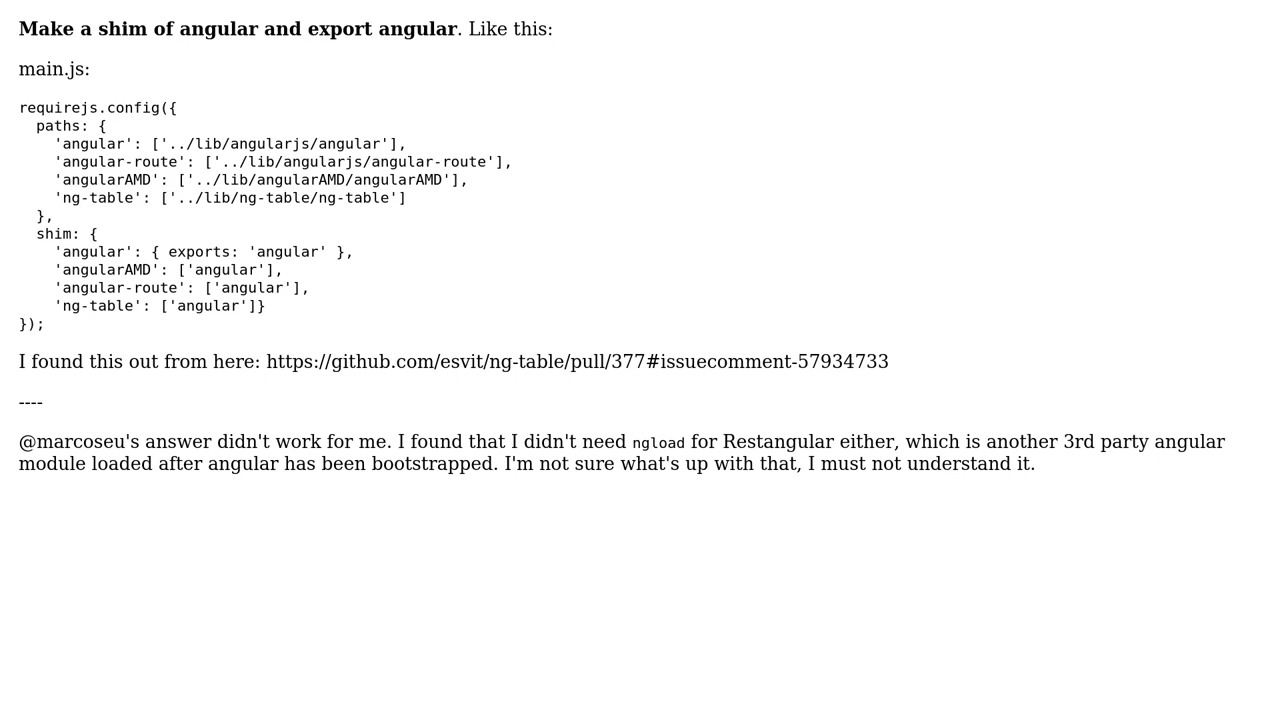 Make a shim of angular and export angular. Like this:
main.js:
requirejs.config({
  paths: {
    'angular': ['../lib/angularjs/angular'],
    'angular-route': ['../lib/angularjs/angular-route'],
    'angularAMD': ['../lib/angularAMD/angularAMD'],
    'ng-table': ['../lib/ng-table/ng-table']
  },
  shim: {
    'angular': { exports: 'angular' },
    'angularAMD': ['angular'],
    'angular-route': ['angular'],
    'ng-table': ['angular']}
});
I found this out from here: https://github.com/esvit/ng-table/pull/377#issuecomment-57934733
----
@marcoseu's answer didn't work for me. I found that I didn't need ngload for Restangular either, which is another 3rd party angular
module loaded after angular has been bootstrapped. I'm not sure what's up with that, I must not understand it.